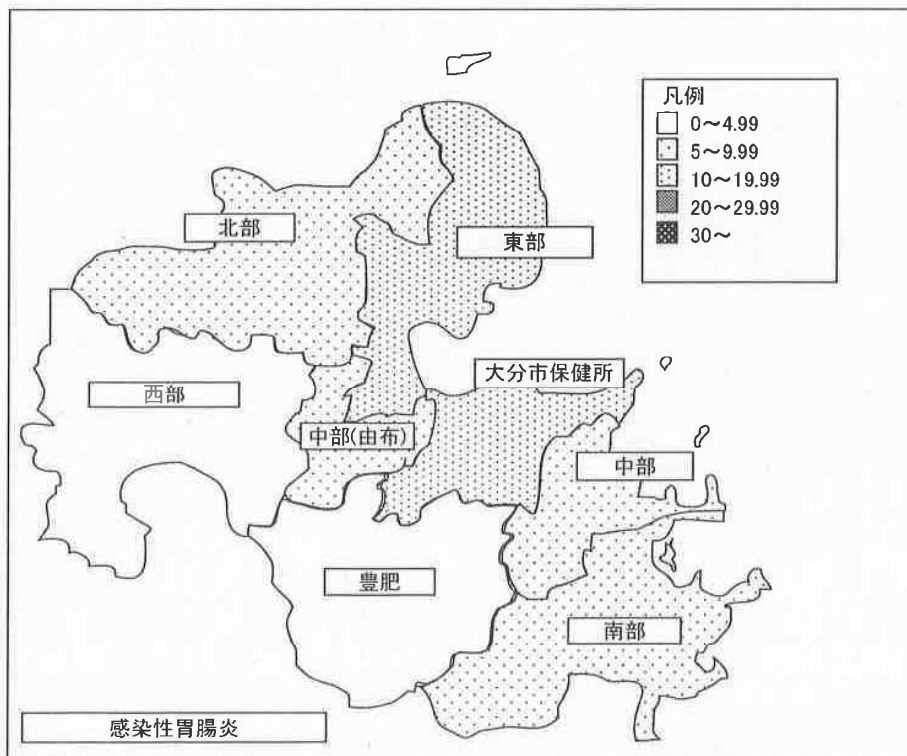 凡例
0～4.99
5～9.99
10～19.99
20～29.99
30～
北部
東部
大分市保健所
西部
中部(由布)
中部
豊肥
南部
感染性胃腸炎